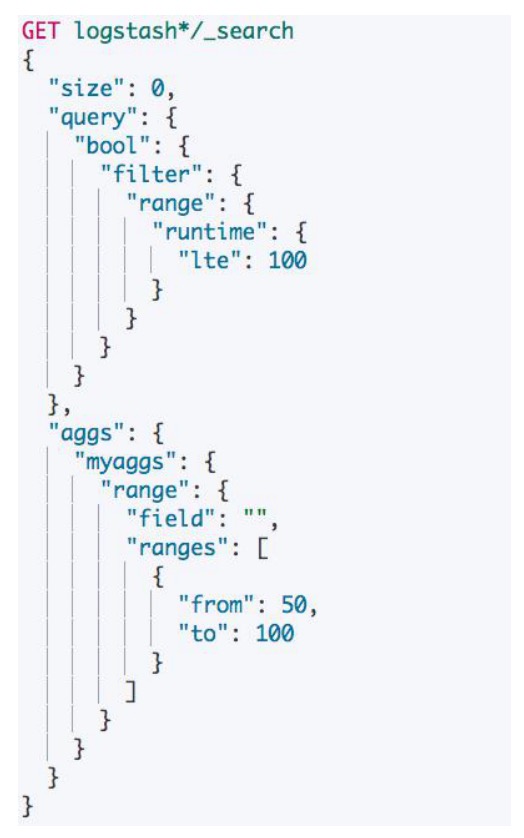 GET logstash*/_search
{
  "size": 0,
  "query": {
    "bool": {
      "filter": {
        "range": {
          "runtime": {
            "lte": 100
          }
        }
      }
    }
  },
  "aggs": {
    "myaggs": {
      "range": {
        "field": "",
        "ranges": [
          {
            "from": 50,
            "to": 100
          }
        ]
      }
    }
  }
}